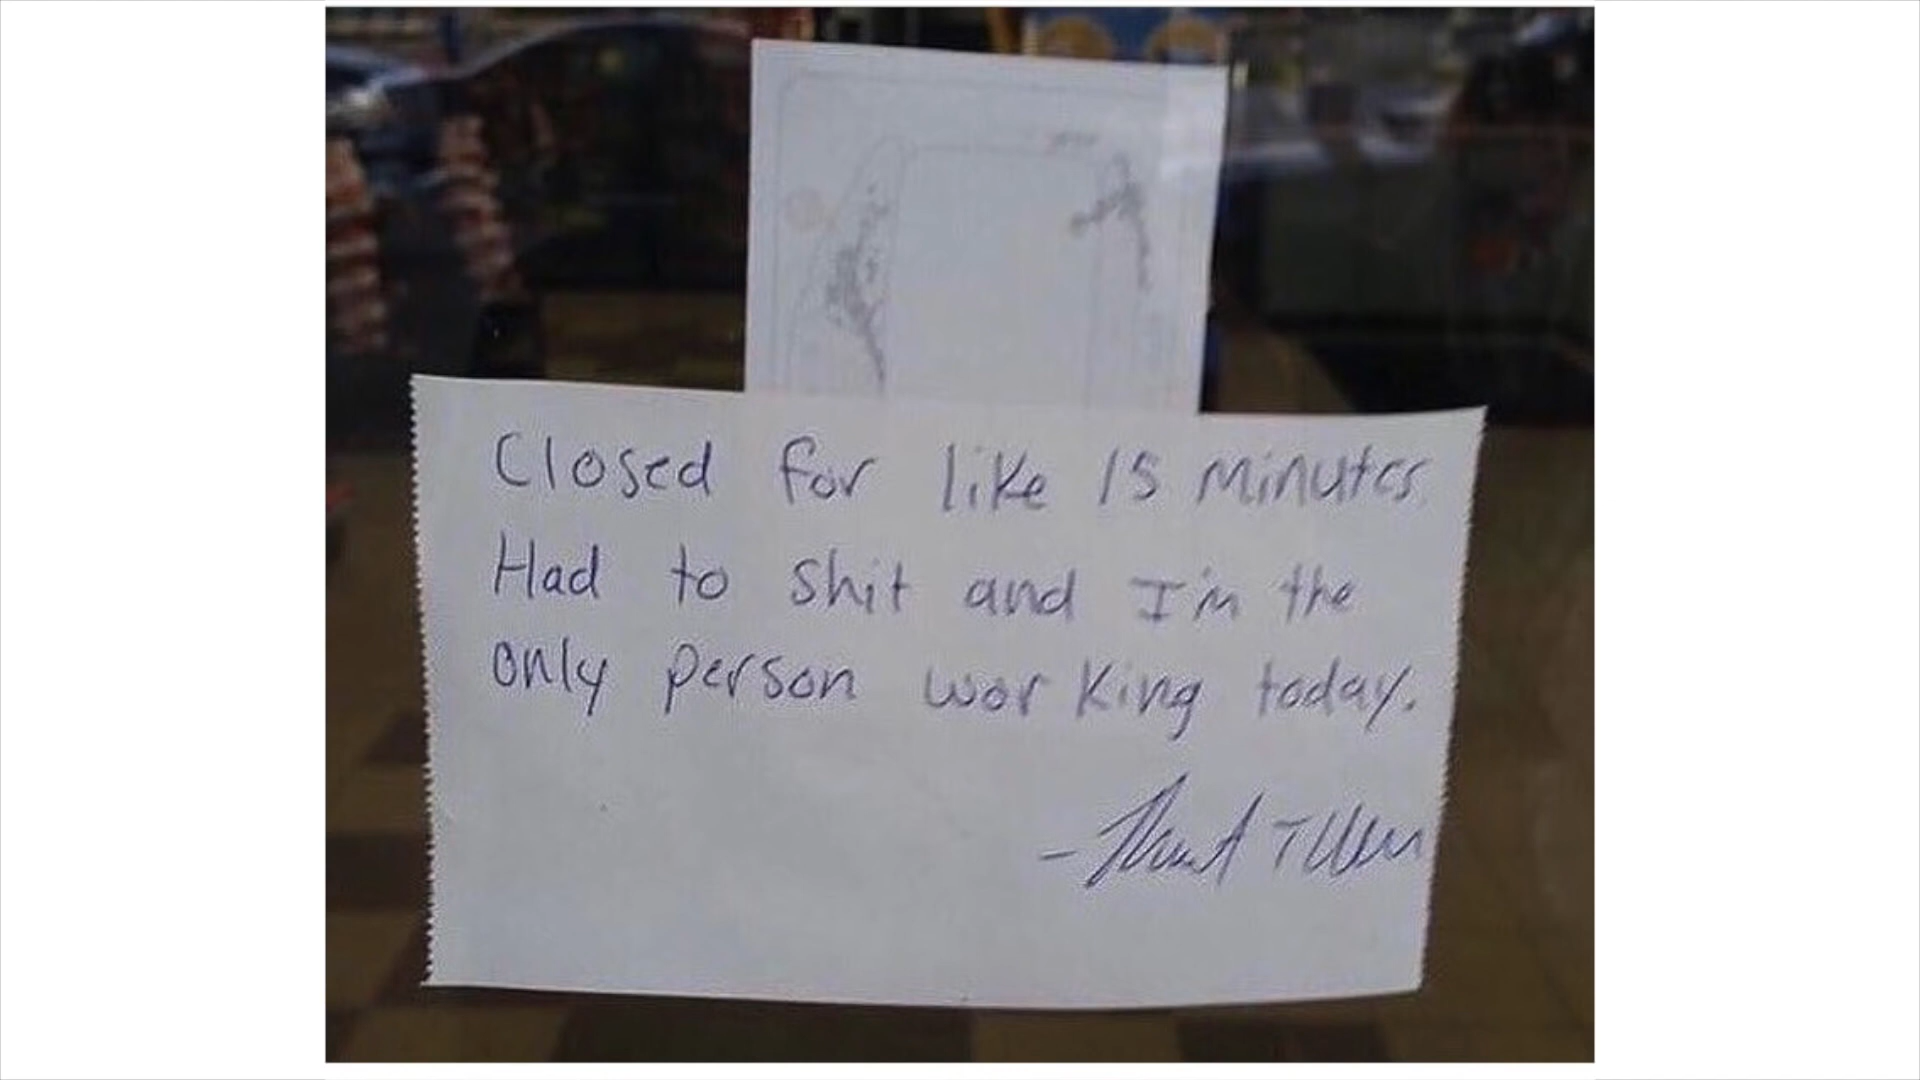 Closed for like 15 minutes.
Had to shit and I'm the
only person working today.